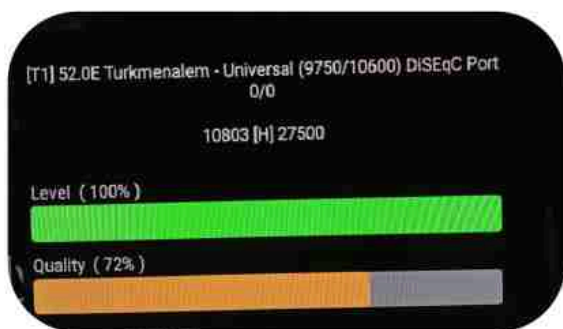 [T1] 52.0E Turkmenalem - Universal (9750/10600) DiSEqC Port
0/0
10803 [H] 27500
Level ( 100% )
Quality ( 72% )